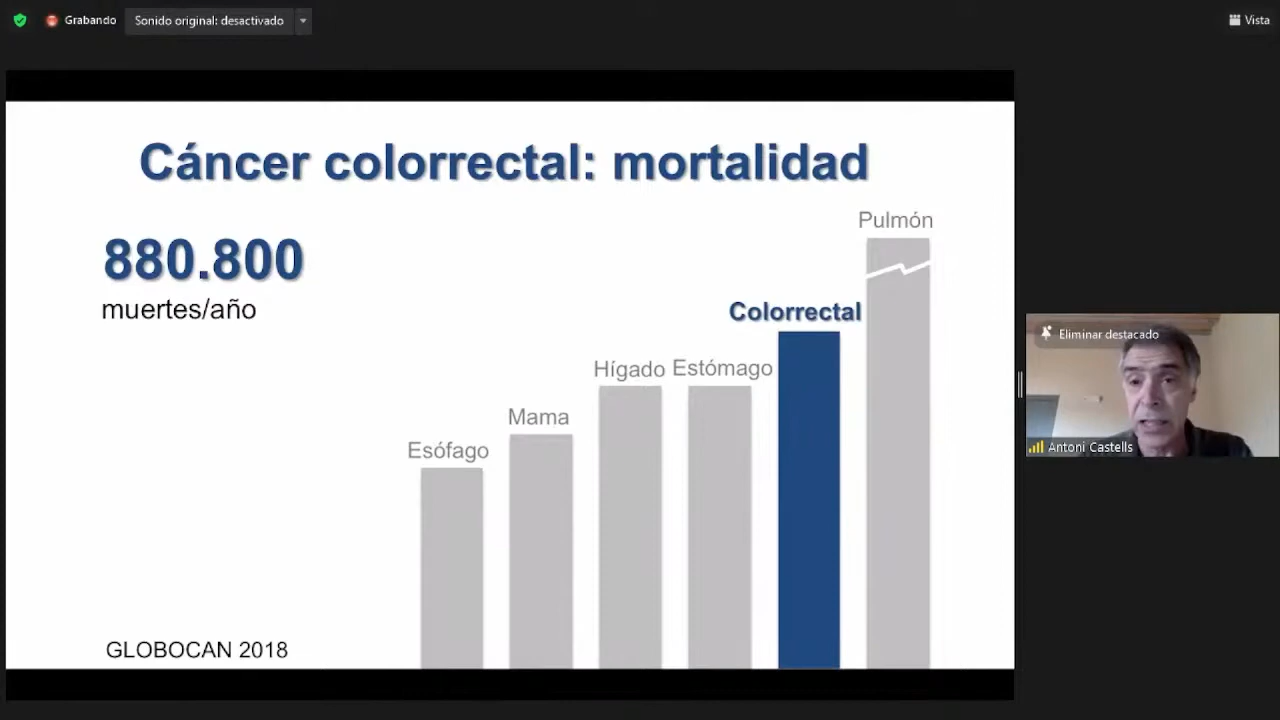 Grabando
Sonido original: desactivado
Vista
Cáncer colorrectal: mortalidad
880.800
muertes/año
Pulmón
Colorrectal
Hígado Estómago
Mama
Esófago
GLOBOCAN 2018
Eliminar destacado
Antoni Castells